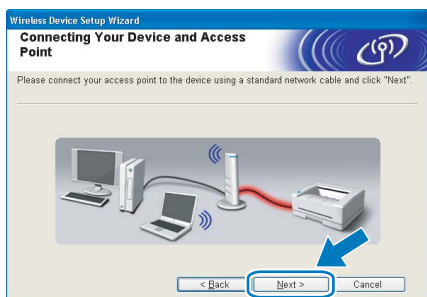 Wireless Device Setup Wizard
Connecting Your Device and Access
Point
Please connect your access point to the device using a standard network cable and click "Next".
< Back
Next >
Cancel